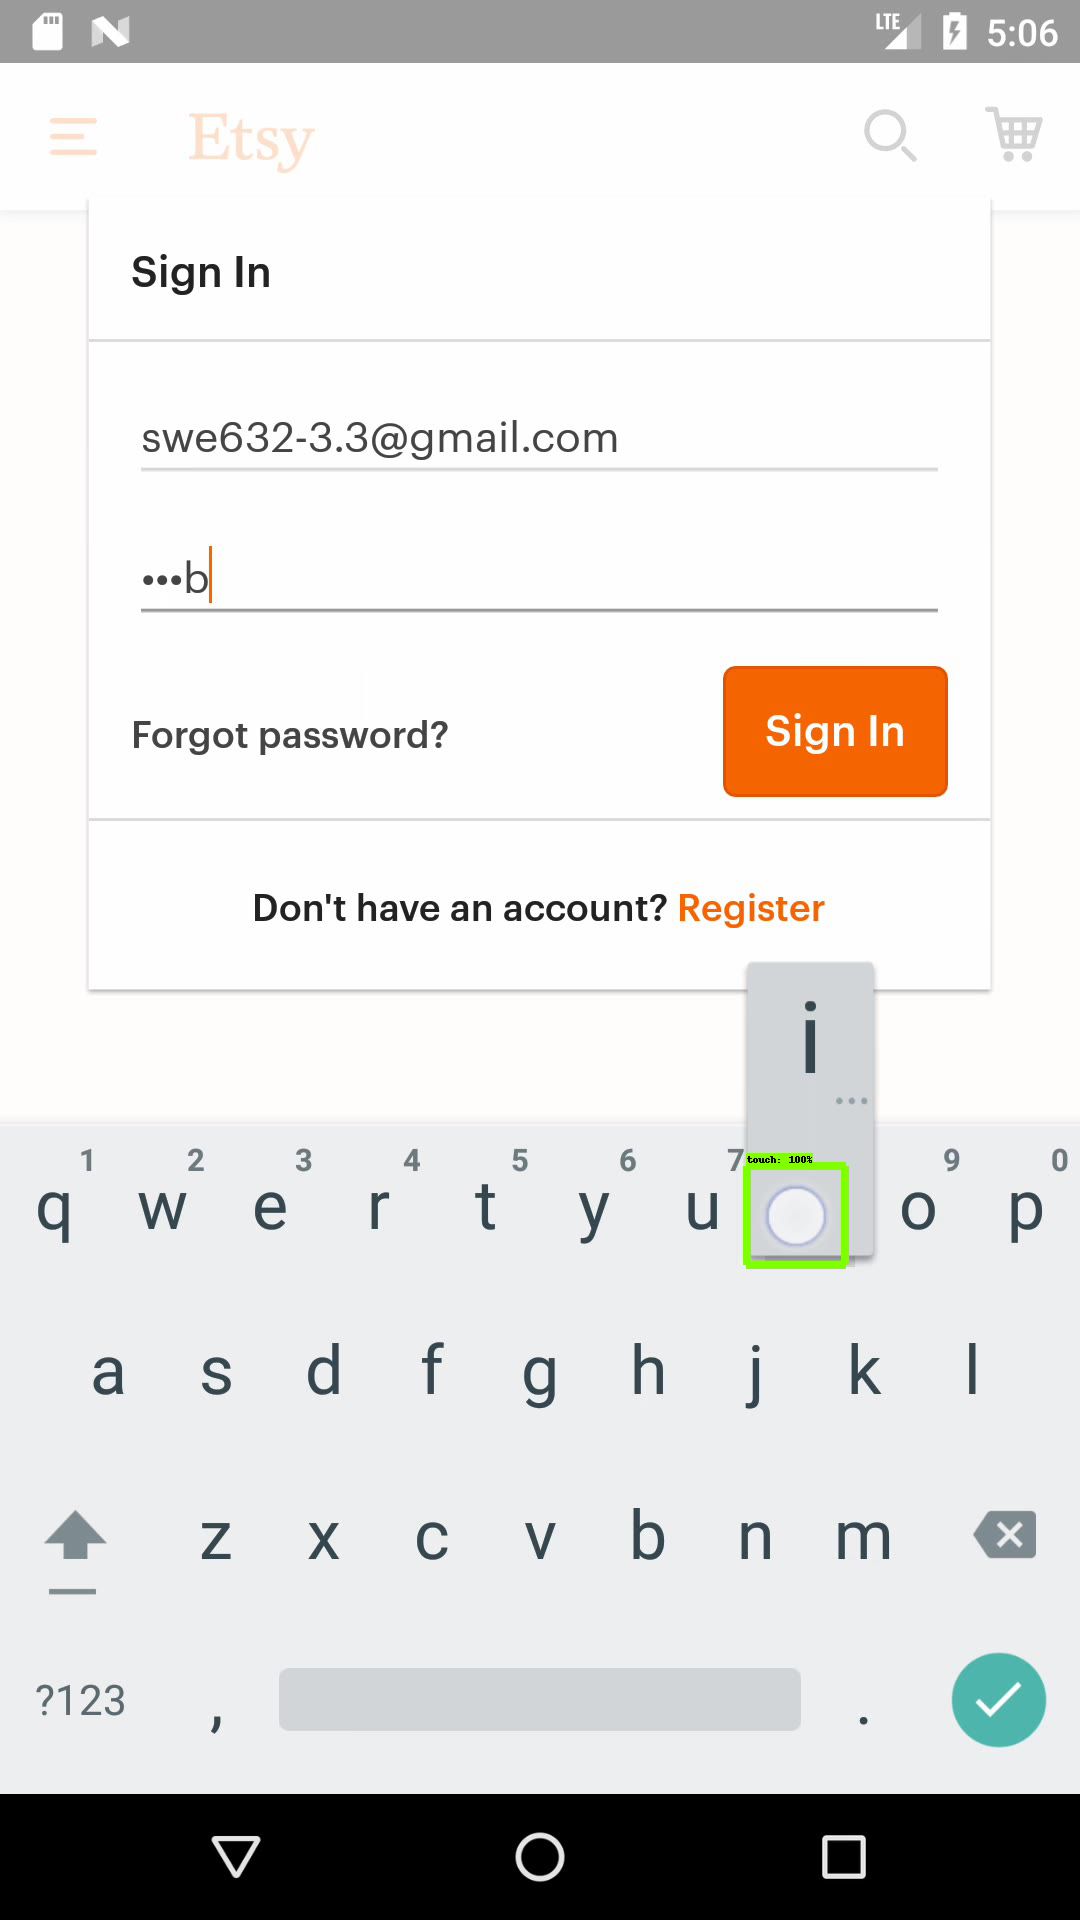 LTE 5:06
Etsy
Sign In
swe632-3.3@gmail.com
•••b
Forgot password?
Sign In
Don't have an account? Register
i
...
1 2 3 4 5 6 7 9 0
touch: 100%
q w e r t y u o p
a s d f g h j k l
z x c v b n m
?123 , .